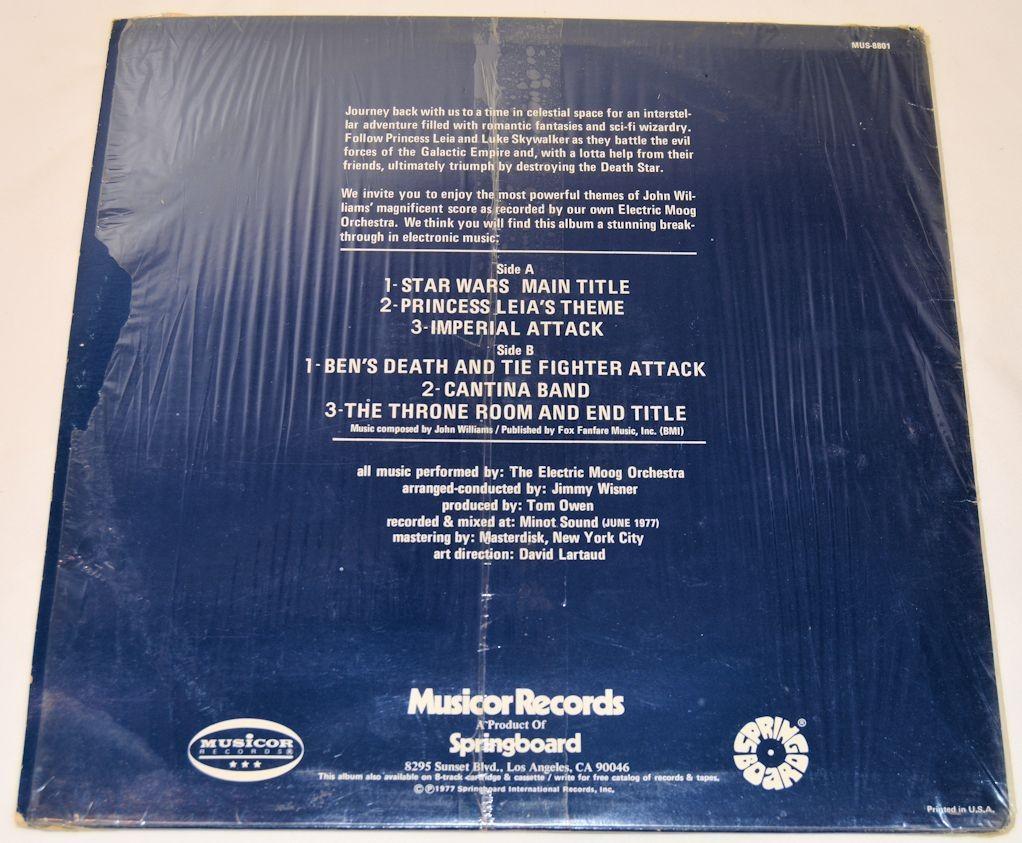 MUS-8801
Journey back with us to a time in celestial space for an interstel-
lar adventure filled with romantic fantasies and sci-fi wizardry.
Follow Princess Leia and Luke Skywalker as they battle the evil
forces of the Galactic Empire and, with a lotta help from their
friends, ultimately triumph by destroying the Death Star.
We invite you to enjoy the most powerful themes of John Wil-
liams' magnificent score as recorded by our own Electric Moog
Orchestra. We think you will find this album a stunning break-
through in electronic music.
Side A
1-STAR WARS MAIN TITLE
2-PRINCESS LEIA'S THEME
3-IMPERIAL ATTACK
Side B
1-BEN'S DEATH AND TIE FIGHTER ATTACK
2-CANTINA BAND
3-THE THRONE ROOM AND END TITLE
Music composed by John Williams / Published by Fox Fanfare Music, Inc. (BMI)
all music performed by: The Electric Moog Orchestra
arranged-conducted by: Jimmy Wisner
produced by: Tom Owen
recorded & mixed at: Minot Sound (JUNE 1977)
mastering by: Masterdisk, New York City
art direction: David Lartaud
Musicor Records
A Product Of
Springboard
8295 Sunset Blvd., Los Angeles, CA 90046
This album also available on 8-track cartridge & cassette / write for free catalog of records & tapes.
© ℗ 1977 Springboard International Records, Inc.
MUSICOR
RECORDS®
SPRING
BOARD
®
Printed in U.S.A.